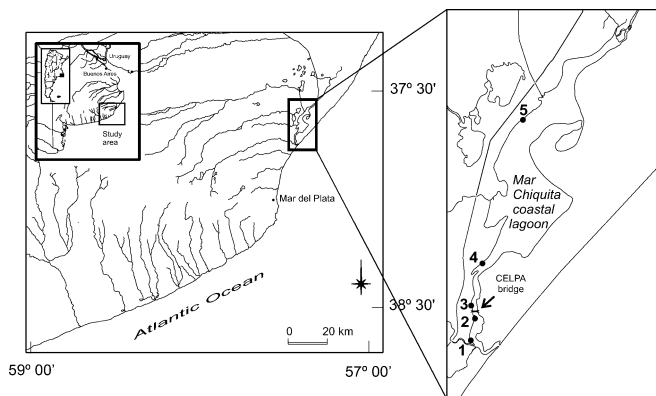 Uruguay
Buenos Aires
Study
area
37º 30'
Mar del Plata
Atlantic Ocean
38º 30'
0 20 km
59º 00'
57º 00'
5
Mar
Chiquita
coastal
lagoon
4
CELPA
bridge
3
2
1